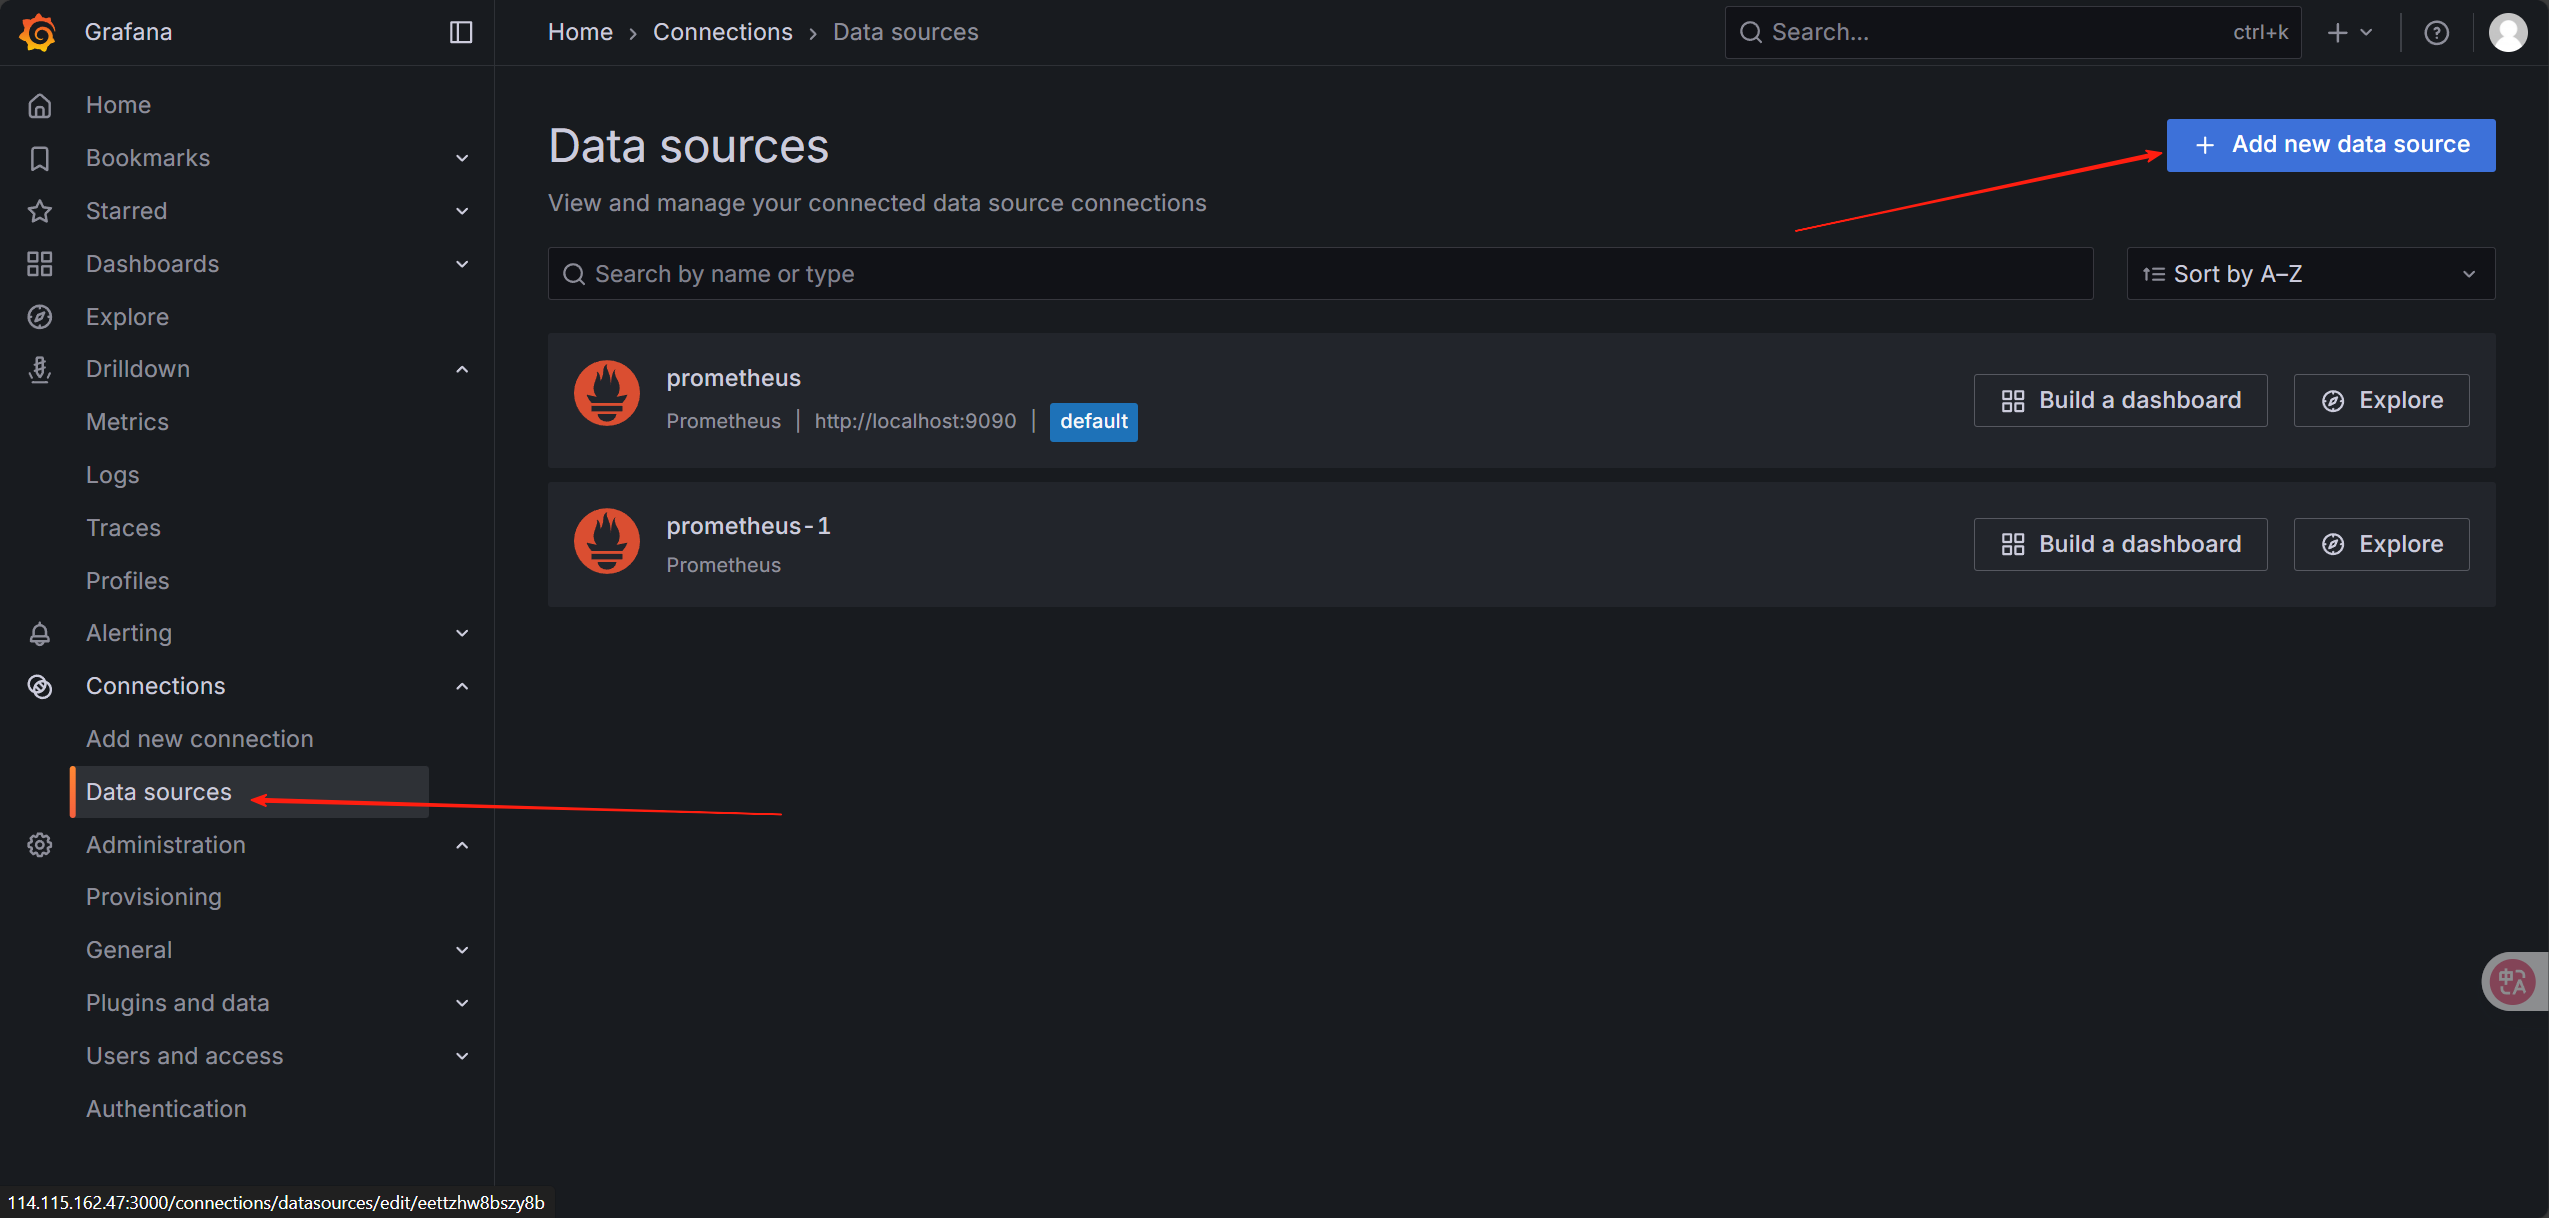 Grafana
Home › Connections › Data sources
Search... ctrl+k
Home
Bookmarks
Starred
Dashboards
Explore
Drilldown
Metrics
Logs
Traces
Profiles
Alerting
Connections
Add new connection
Data sources
Administration
Provisioning
General
Plugins and data
Users and access
Authentication
Data sources
Add new data source
View and manage your connected data source connections
Search by name or type
Sort by A–Z
prometheus
Prometheus | http://localhost:9090 | default
Build a dashboard
Explore
prometheus-1
Prometheus
Build a dashboard
Explore
中A
114.115.162.47:3000/connections/datasources/edit/eettzhw8bszy8b